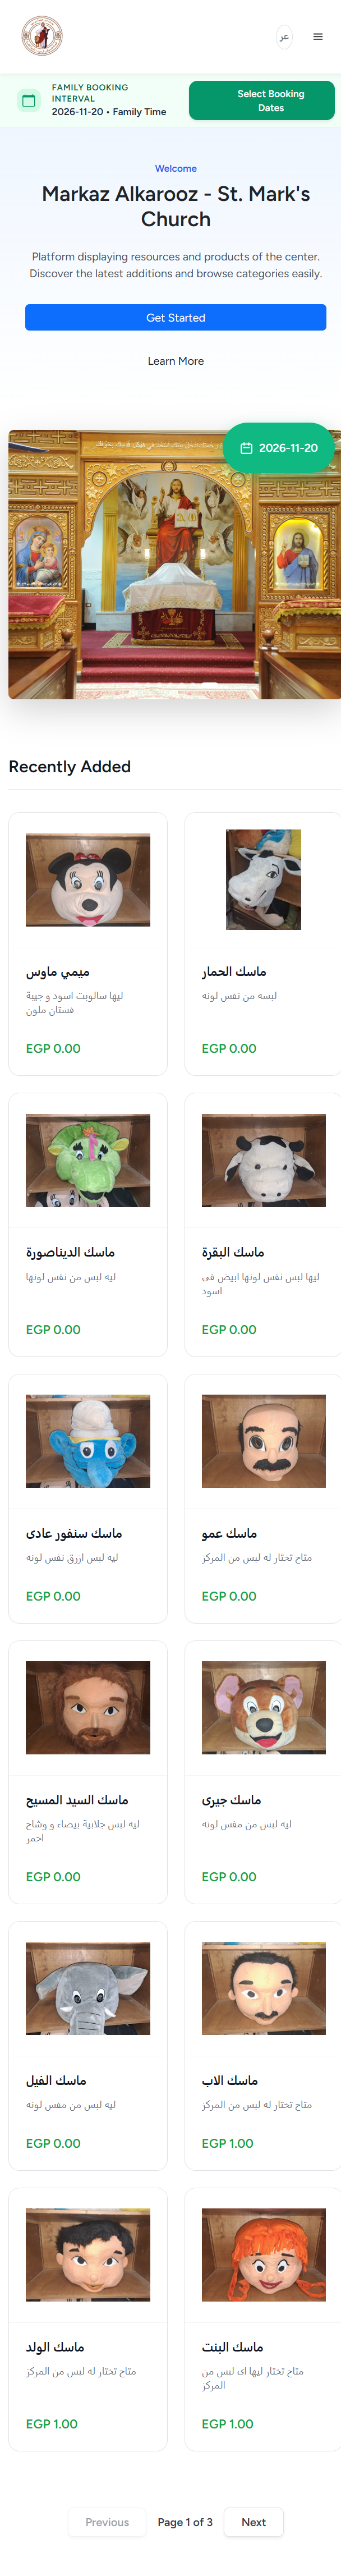 عر
FAMILY BOOKING
INTERVAL
2026-11-20 • Family Time
Select Booking
Dates
Welcome
Markaz Alkarooz - St. Mark's
Church
Platform displaying resources and products of the center.
Discover the latest additions and browse categories easily.
Get Started
Learn More
2026-11-20
Recently Added
ميمي ماوس
ليها سالوبت اسود و جيبة
فستان ملون
EGP 0.00
ماسك الحمار
لبسه من نفس لونه
EGP 0.00
ماسك الديناصورة
ليه لبس من نفس لونها
EGP 0.00
ماسك البقرة
ليها لبس نفس لونها ابيض فى
اسود
EGP 0.00
ماسك سنفور عادى
ليه لبس ازرق نفس لونه
EGP 0.00
ماسك عمو
متاح تختار له لبس من المركز
EGP 0.00
ماسك السيد المسيح
ليه لبس جلابية بيضاء و وشاح
احمر
EGP 0.00
ماسك جيرى
ليه لبس من مفس لونه
EGP 0.00
ماسك الفيل
ليه لبس من مفس لونه
EGP 0.00
ماسك الاب
متاح تختار له لبس من المركز
EGP 1.00
ماسك الولد
متاح تختار له لبس من المركز
EGP 1.00
ماسك البنت
متاح تختار ليها اى لبس من
المركز
EGP 1.00
Previous
Page 1 of 3
Next